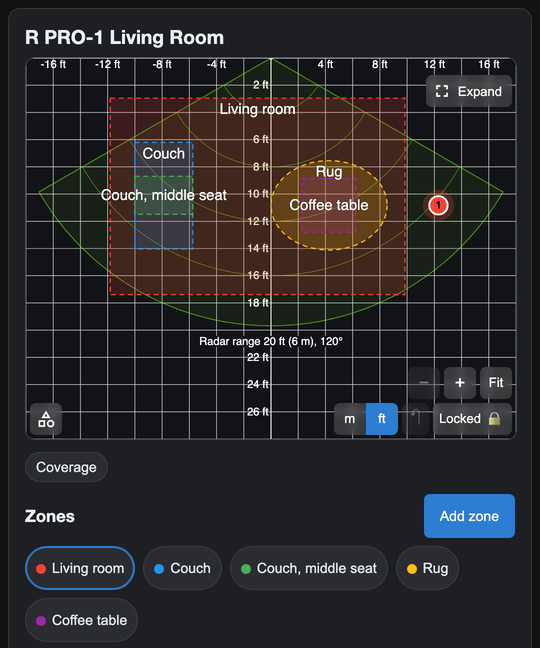 R PRO-1 Living Room
-16 ft -12 ft -8 ft -4 ft 4 ft 8 ft 12 ft 16 ft
2 ft
Expand
Living room
6 ft
Couch
8 ft
Rug
Couch, middle seat
10 ft
Coffee table
1
12 ft
14 ft
16 ft
18 ft
Radar range 20 ft (6 m), 120°
22 ft
24 ft
− + Fit
26 ft
m ft
Locked
Coverage
Zones
Add zone
Living room
Couch
Couch, middle seat
Rug
Coffee table